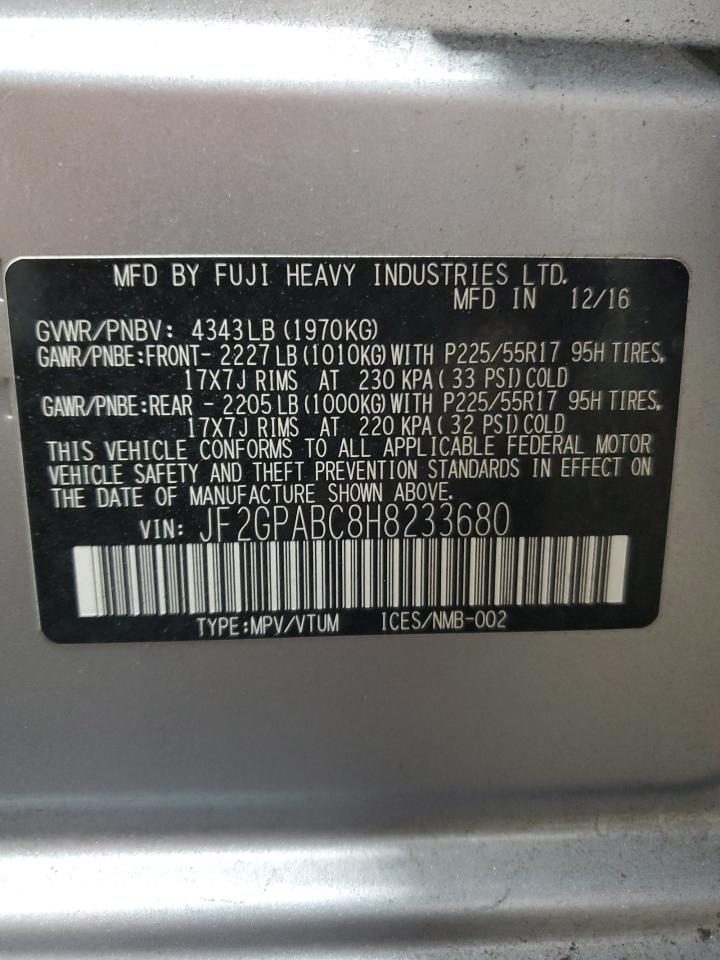 MFD BY FUJI HEAVY INDUSTRIES LTD.
MFD IN 12/16
GVWR/PNBV: 4343LB (1970KG)
GAWR/PNBE:FRONT- 2227 LB (1010KG) WITH P225/55R17 95H TIRES,
17X7J RIMS AT 230 KPA ( 33 PSI) COLD
GAWR/PNBE:REAR - 2205 LB (1000KG) WITH P225/55R17 95H TIRES,
17X7J RIMS AT 220 KPA ( 32 PSI) COLD
THIS VEHICLE CONFORMS TO ALL APPLICABLE FEDERAL MOTOR
VEHICLE SAFETY AND THEFT PREVENTION STANDARDS IN EFFECT ON
THE DATE OF MANUFACTURE SHOWN ABOVE.
VIN: JF2GPABC8H8233680
TYPE:MPV/VTUM ICES/NMB-002